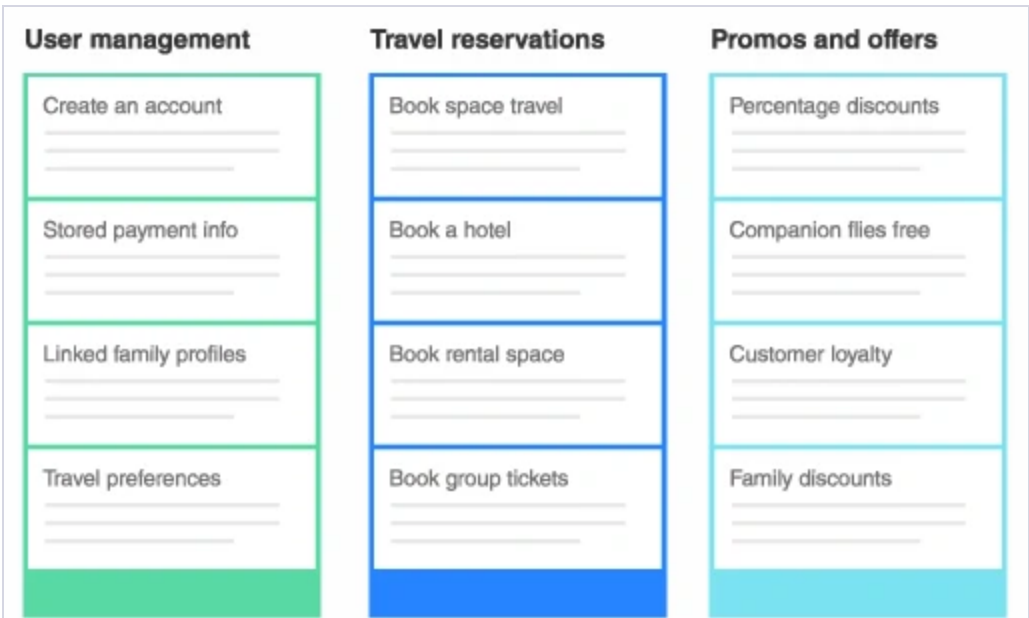 User management
Create an account
Stored payment info
Linked family profiles
Travel preferences
Travel reservations
Book space travel
Book a hotel
Book rental space
Book group tickets
Promos and offers
Percentage discounts
Companion flies free
Customer loyalty
Family discounts